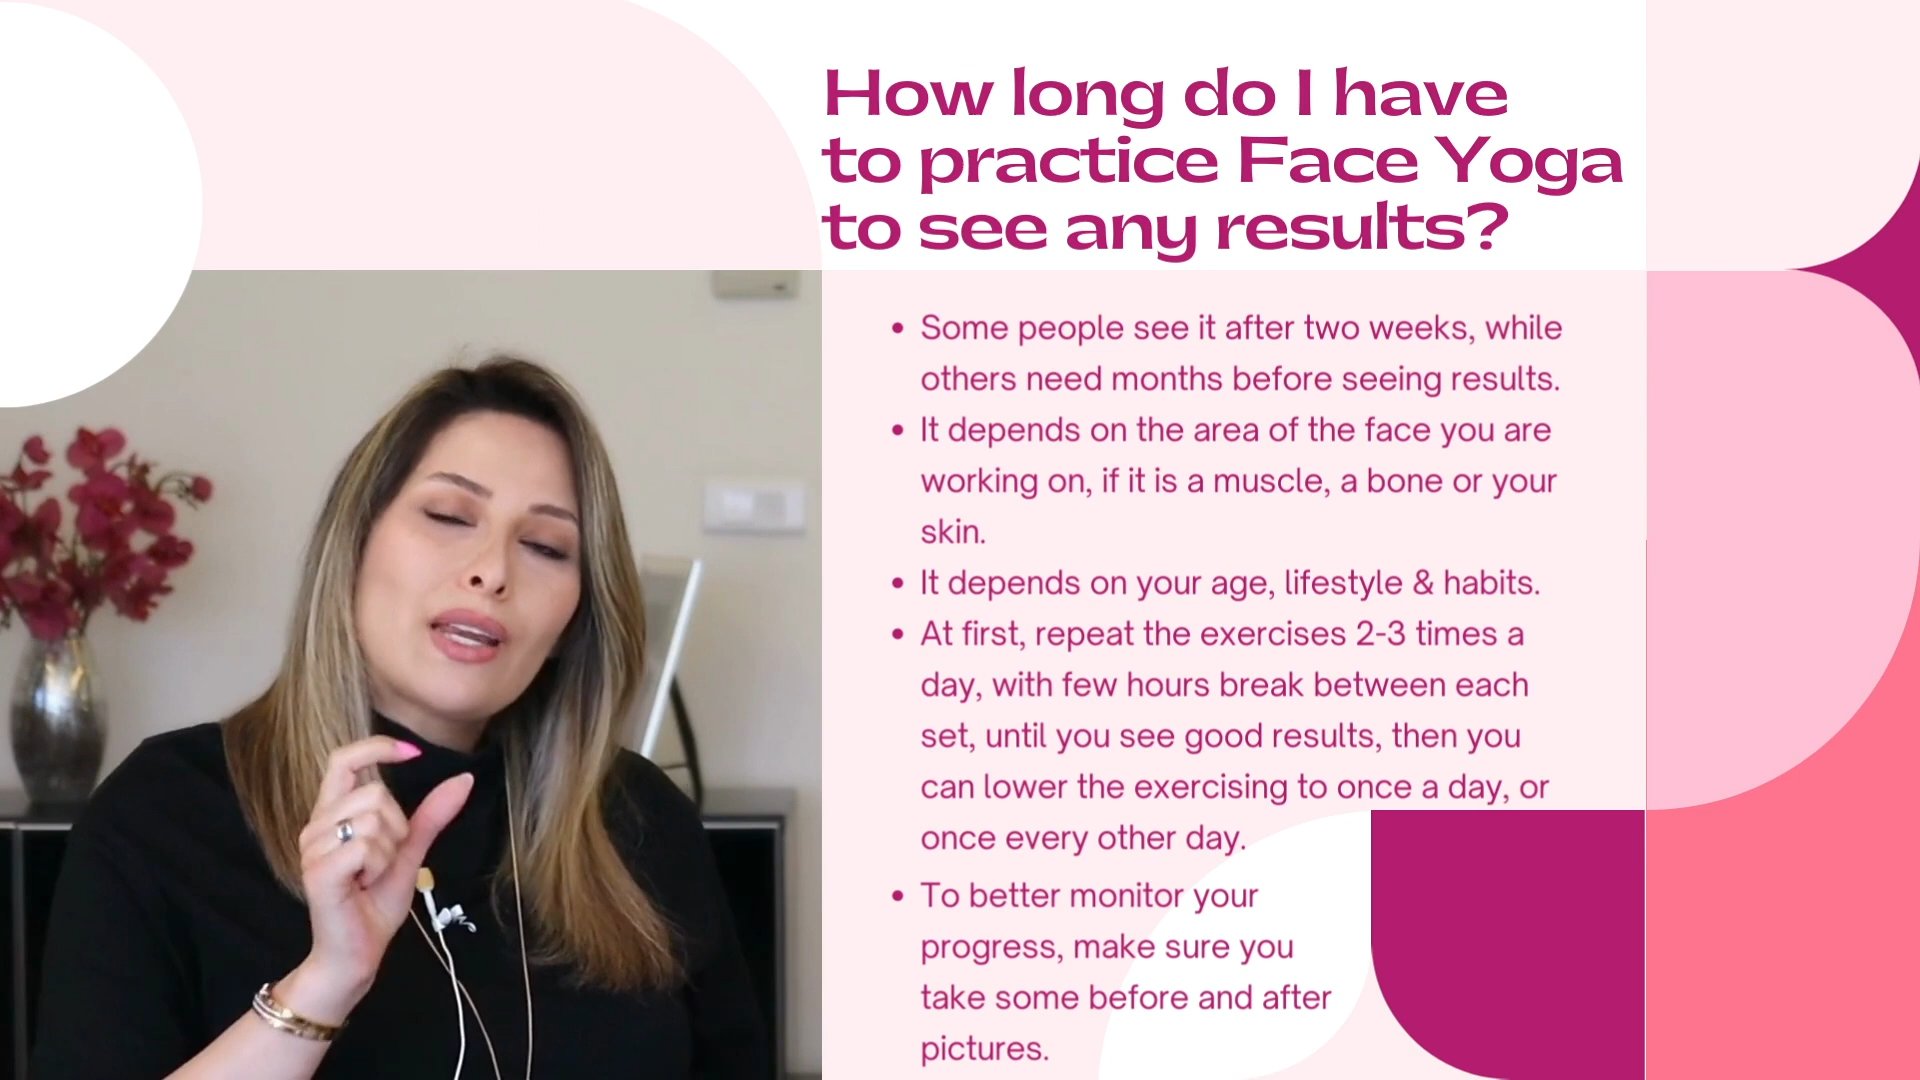 How long do I have
to practice Face Yoga
to see any results?
• Some people see it after two weeks, while
others need months before seeing results.
• It depends on the area of the face you are
working on, if it is a muscle, a bone or your
skin.
• It depends on your age, lifestyle & habits.
• At first, repeat the exercises 2-3 times a
day, with few hours break between each
set, until you see good results, then you
can lower the exercising to once a day, or
once every other day.
• To better monitor your
progress, make sure you
take some before and after
pictures.